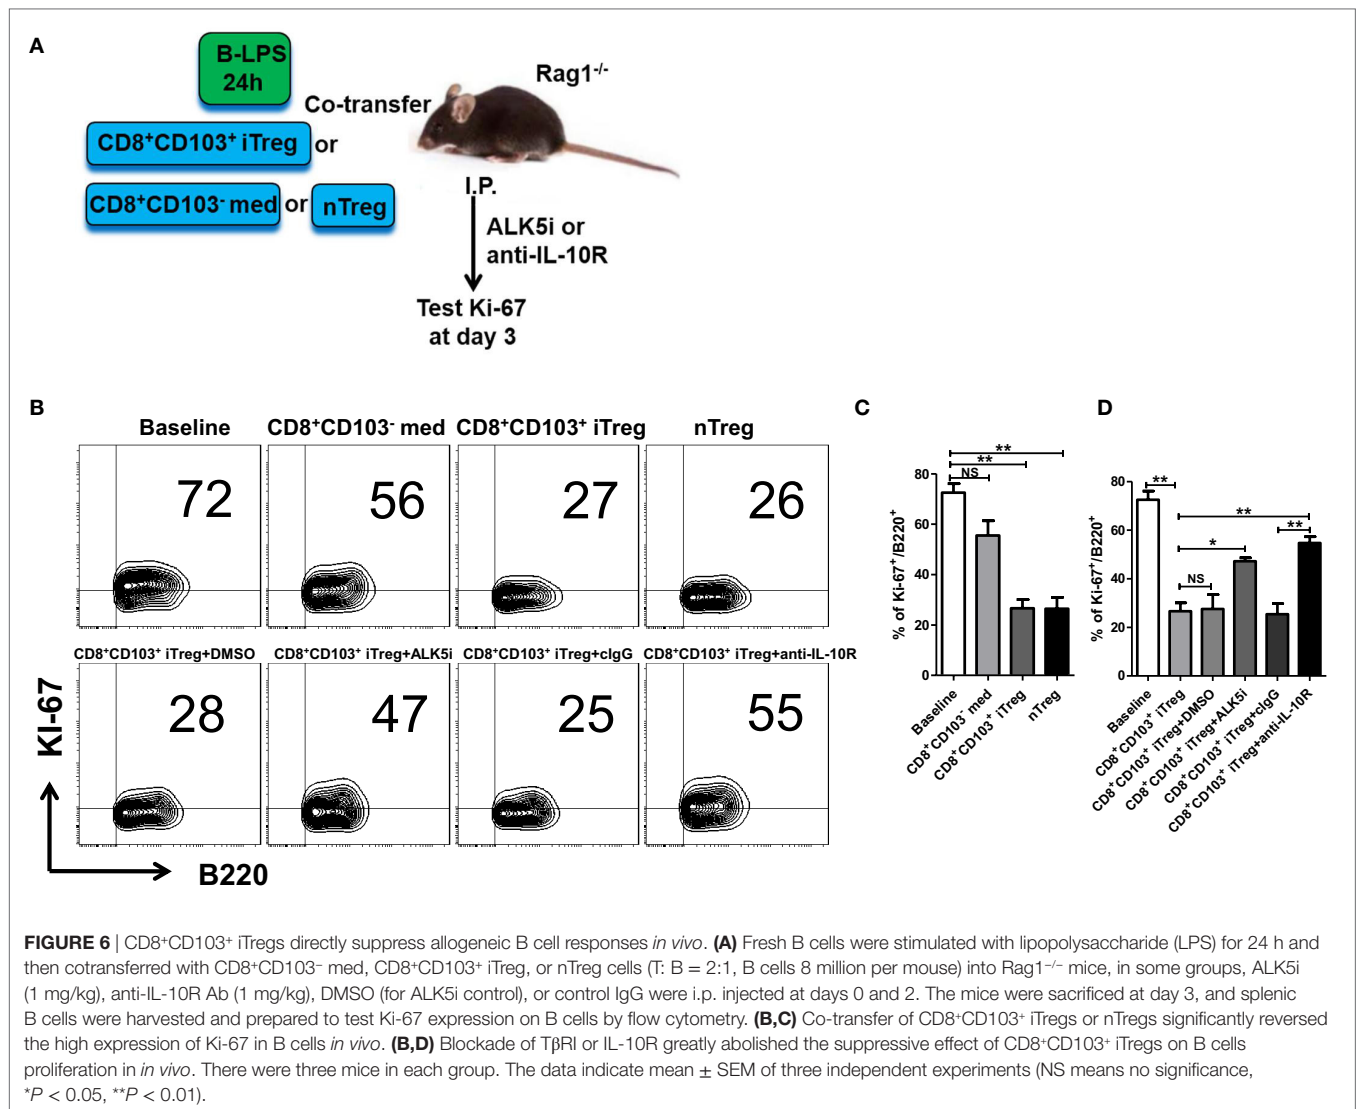 A
B-LPS
24h
Co-transfer
Rag1⁻/⁻
CD8⁺CD103⁺ iTreg or
CD8⁺CD103⁻ med or nTreg
I.P.
ALK5i or
anti-IL-10R
Test Ki-67
at day 3
B
Baseline CD8⁺CD103⁻ med CD8⁺CD103⁺ iTreg nTreg
72 56 27 26
CD8⁺CD103⁺ iTreg+DMSO CD8⁺CD103⁺ iTreg+ALK5i CD8⁺CD103⁺ iTreg+cIgG CD8⁺CD103⁺ iTreg+anti-IL-10R
28 47 25 55
KI-67
B220
C
% of Ki-67⁺/B220⁺
80
60
40
20
0
**
**
NS
Baseline
CD8⁺CD103⁻ med
CD8⁺CD103⁺ iTreg
nTreg
D
% of Ki-67⁺/B220⁺
80
60
40
20
0
**
**
**
*
NS
Baseline
CD8⁺CD103⁺ iTreg
CD8⁺CD103⁺ iTreg+DMSO
CD8⁺CD103⁺ iTreg+ALK5i
CD8⁺CD103⁺ iTreg+cIgG
CD8⁺CD103⁺ iTreg+anti-IL-10R
FIGURE 6 | CD8⁺CD103⁺ iTregs directly suppress allogeneic B cell responses in vivo. (A) Fresh B cells were stimulated with lipopolysaccharide (LPS) for 24 h and
then cotransferred with CD8⁺CD103⁻ med, CD8⁺CD103⁺ iTreg, or nTreg cells (T: B = 2:1, B cells 8 million per mouse) into Rag1⁻/⁻ mice, in some groups, ALK5i
(1 mg/kg), anti-IL-10R Ab (1 mg/kg), DMSO (for ALK5i control), or control IgG were i.p. injected at days 0 and 2. The mice were sacrificed at day 3, and splenic
B cells were harvested and prepared to test Ki-67 expression on B cells by flow cytometry. (B,C) Co-transfer of CD8⁺CD103⁺ iTregs or nTregs significantly reversed
the high expression of Ki-67 in B cells in vivo. (B,D) Blockade of TβRI or IL-10R greatly abolished the suppressive effect of CD8⁺CD103⁺ iTregs on B cells
proliferation in vivo. There were three mice in each group. The data indicate mean ± SEM of three independent experiments (NS means no significance,
*P < 0.05, **P < 0.01).